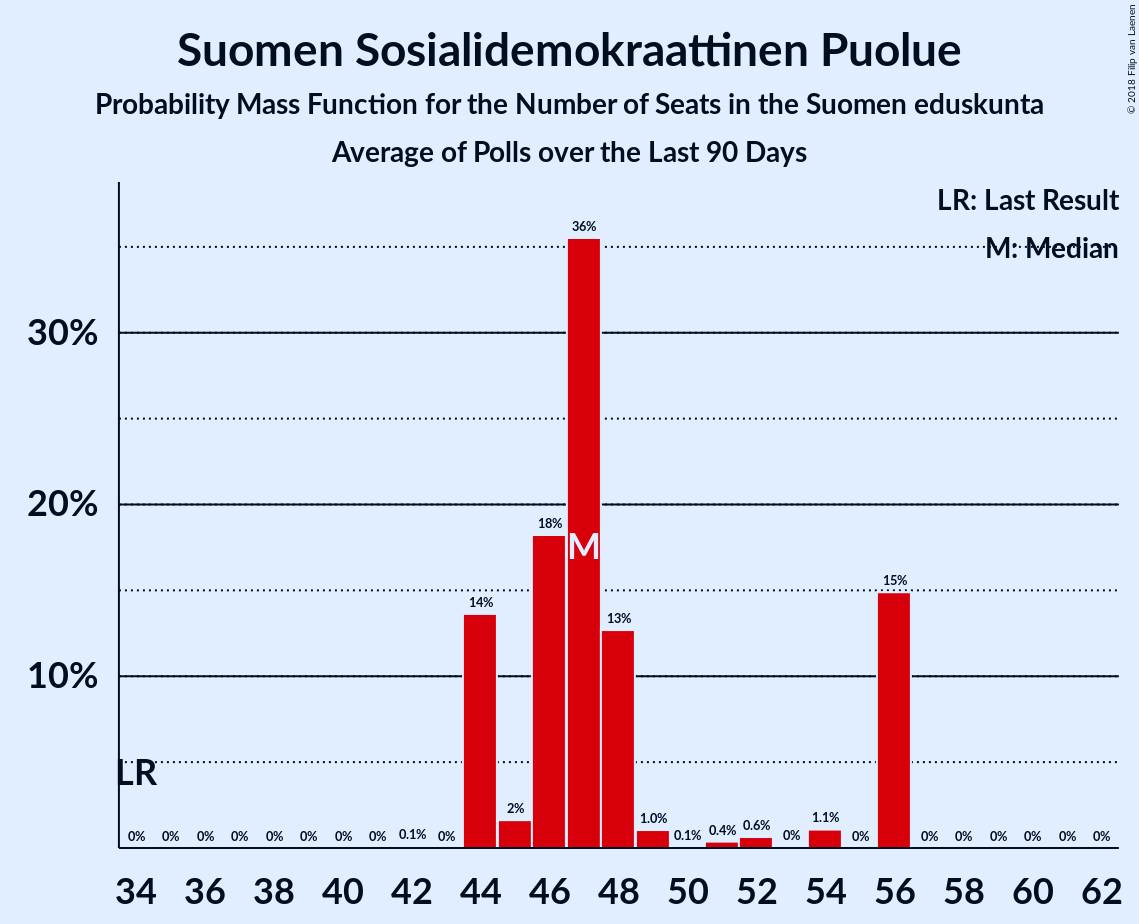 Suomen Sosialidemokraattinen Puolue
Probability Mass Function for the Number of Seats in the Suomen eduskunta
Average of Polls over the Last 90 Days
© 2018 Filip van Laenen
LR: Last Result
M: Median
30%
20%
10%
LR
M
0% 0% 0% 0% 0% 0% 0% 0% 0.1% 0% 14% 2% 18% 36% 13% 1.0% 0.1% 0.4% 0.6% 0% 1.1% 0% 15% 0% 0% 0% 0% 0% 0%
34 36 38 40 42 44 46 48 50 52 54 56 58 60 62